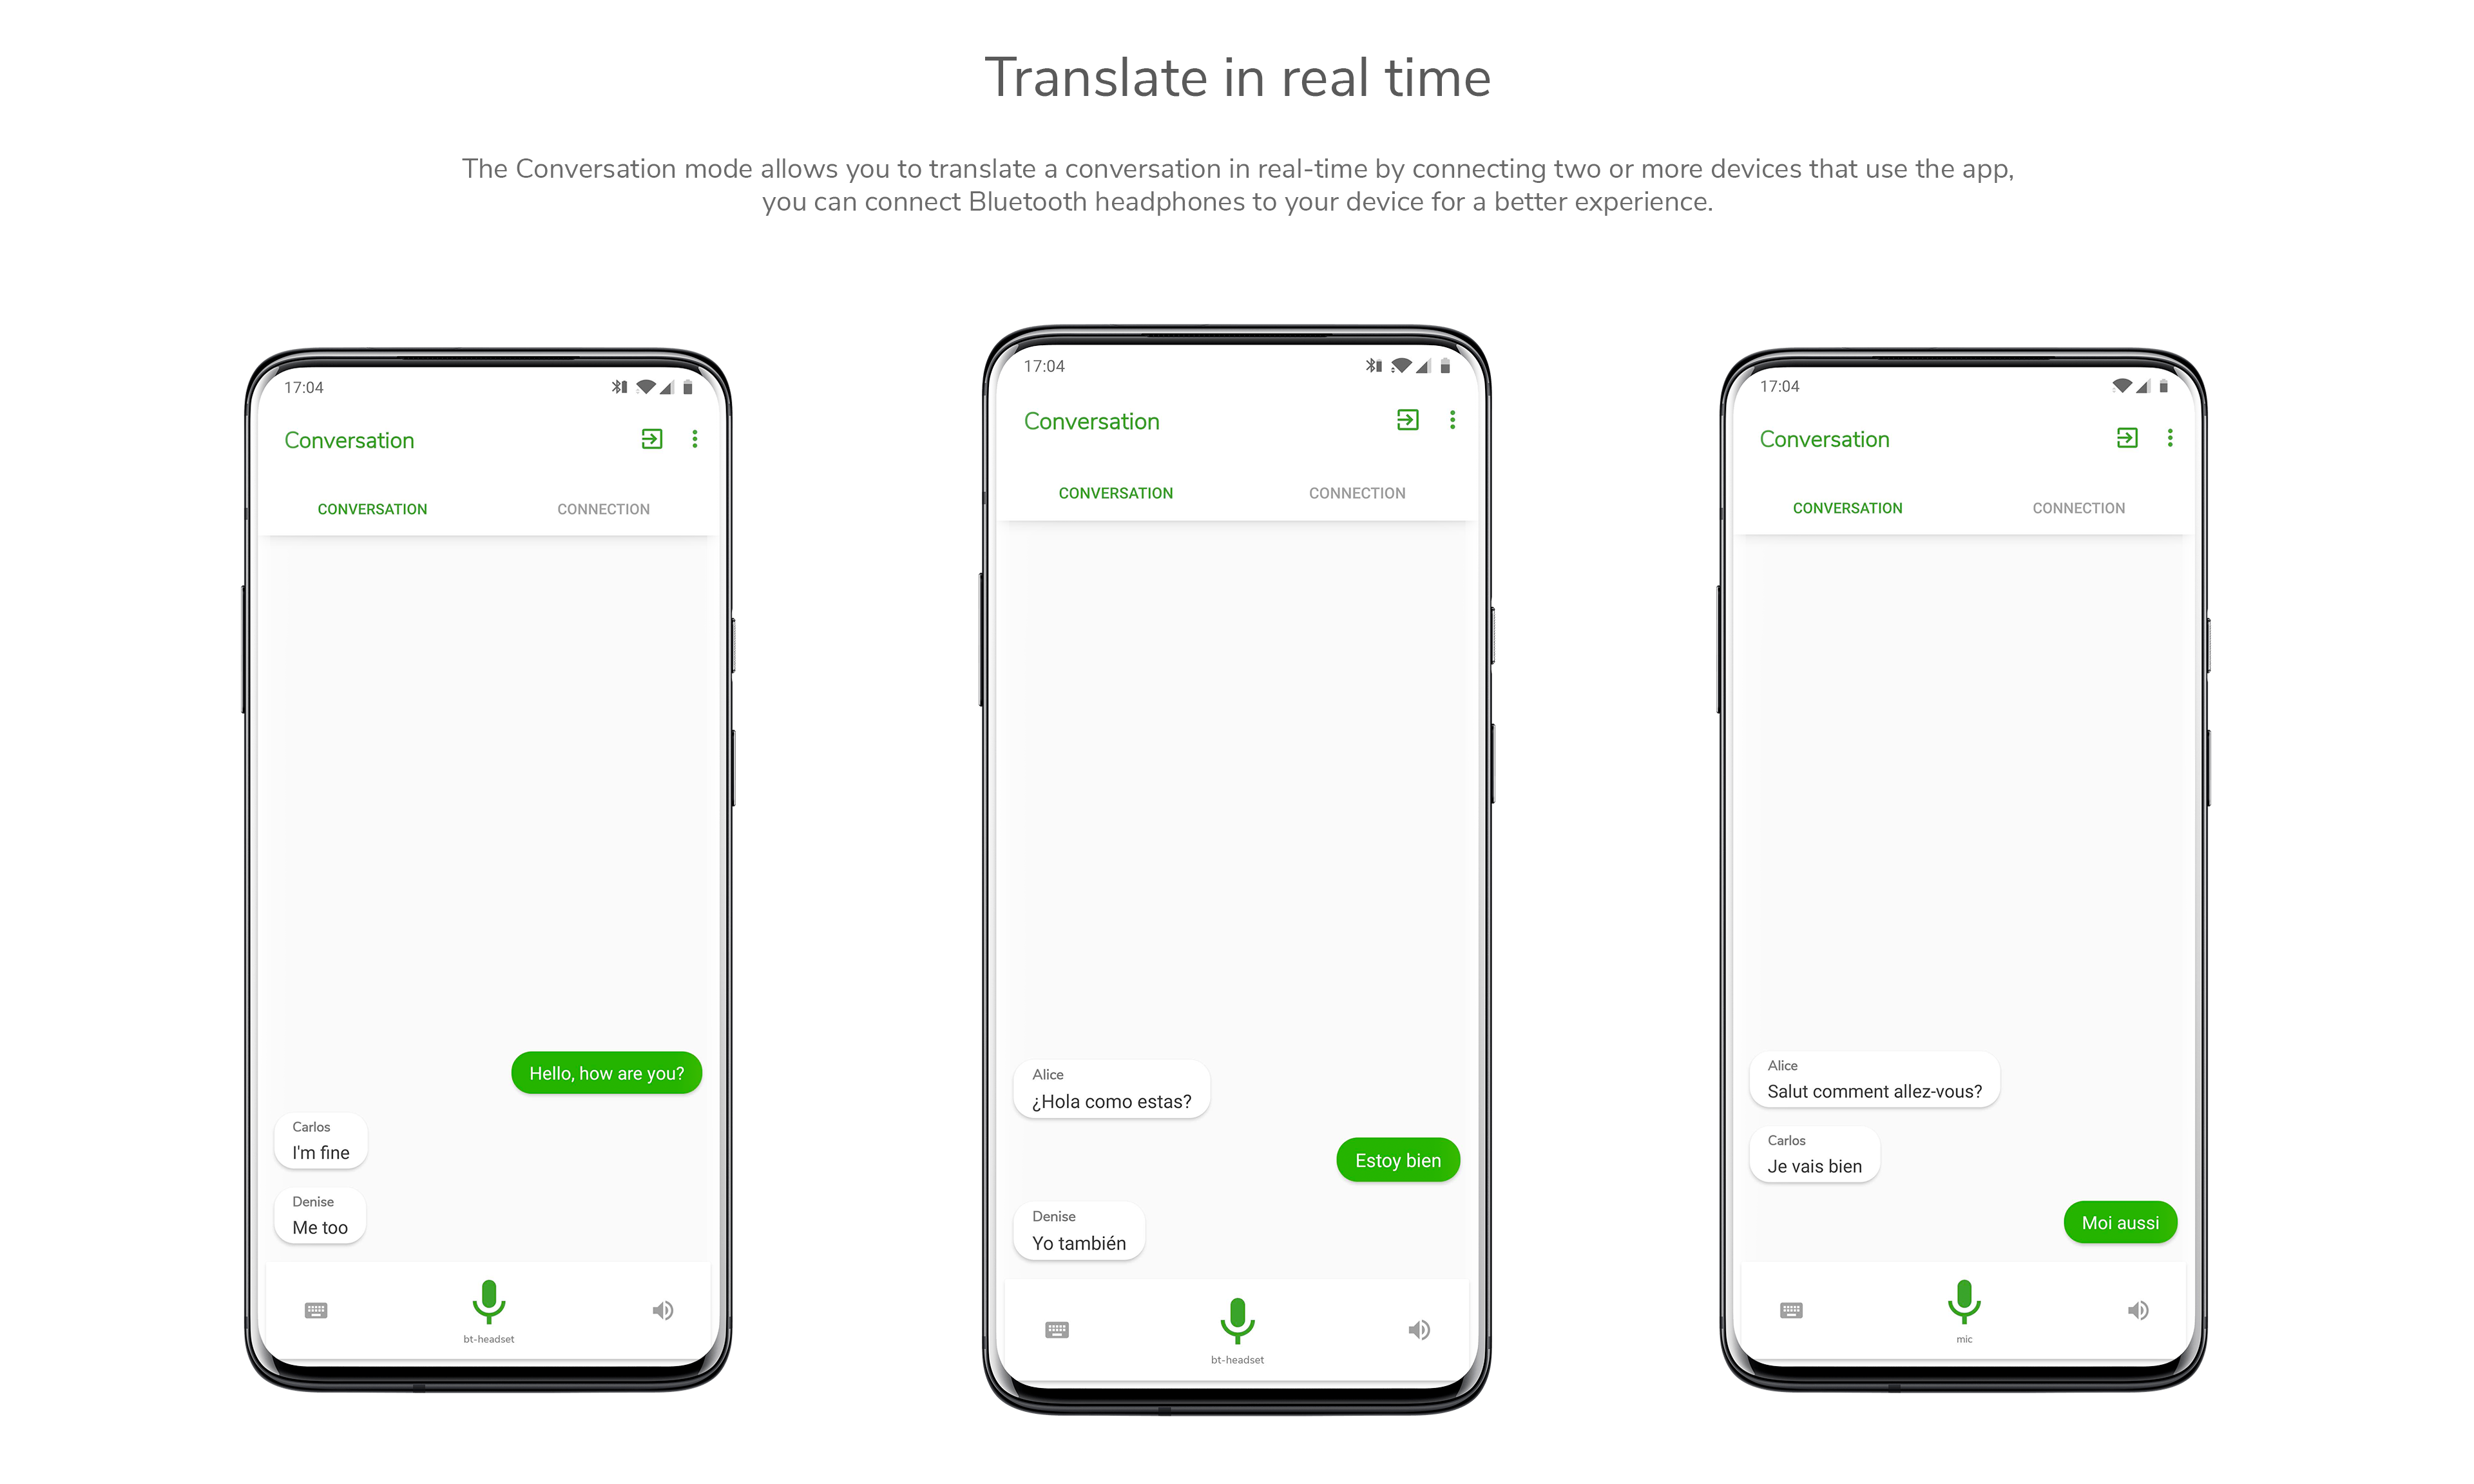 Translate in real time
The Conversation mode allows you to translate a conversation in real-time by connecting two or more devices that use the app,
you can connect Bluetooth headphones to your device for a better experience.
17:04
Conversation
CONVERSATION CONNECTION
Hello, how are you?
Carlos
I'm fine
Denise
Me too
bt-headset
17:04
Conversation
CONVERSATION CONNECTION
Alice
¿Hola como estas?
Estoy bien
Denise
Yo también
bt-headset
17:04
Conversation
CONVERSATION CONNECTION
Alice
Salut comment allez-vous?
Carlos
Je vais bien
Moi aussi
mic